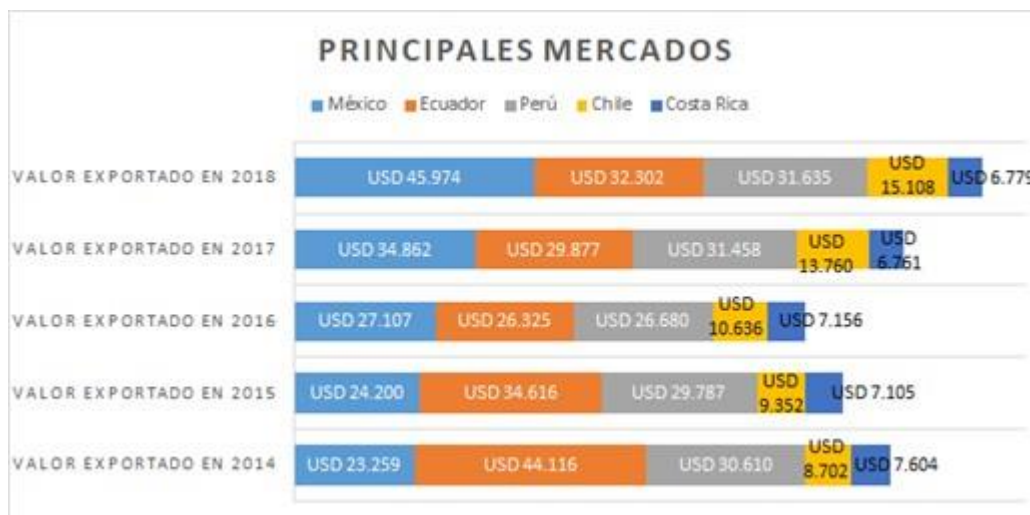 PRINCIPALES MERCADOS
México Ecuador Perú Chile Costa Rica
VALOR EXPORTADO EN 2018 USD 45.974 USD 32.302 USD 31.635 USD 15.108 USD 6.779
VALOR EXPORTADO EN 2017 USD 34.862 USD 29.877 USD 31.458 USD 13.760 USD 6.761
VALOR EXPORTADO EN 2016 USD 27.107 USD 26.325 USD 26.680 USD 10.636 USD 7.156
VALOR EXPORTADO EN 2015 USD 24.200 USD 34.616 USD 29.787 USD 9.352 USD 7.105
VALOR EXPORTADO EN 2014 USD 23.259 USD 44.116 USD 30.610 USD 8.702 USD 7.604